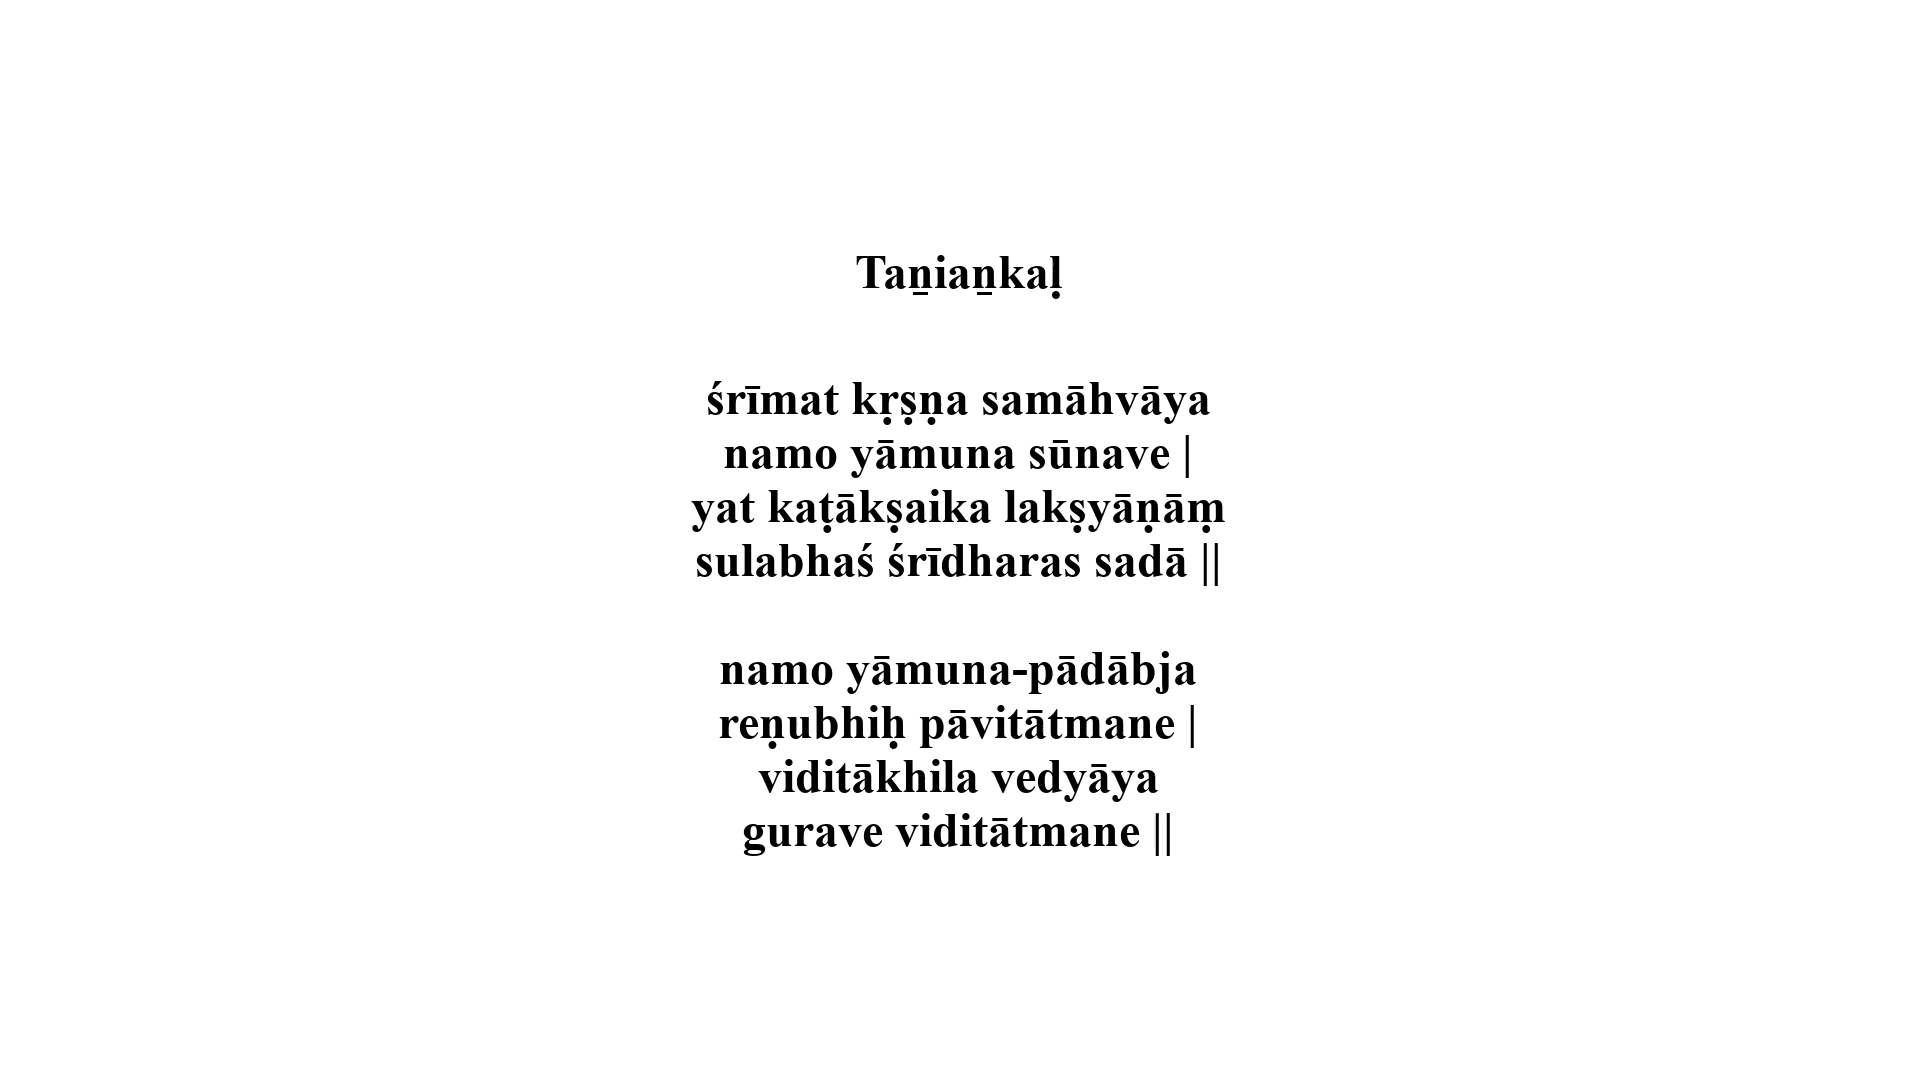 Taṉiaṉkaḷ
śrīmat kṛṣṇa samāhvāya
namo yāmuna sūnave |
yat kaṭākṣaika lakṣyāṇāṃ
sulabhaś śrīdharas sadā ||
namo yāmuna-pādābja
reṇubhiḥ pāvitātmane |
viditākhila vedyāya
gurave viditātmane ||